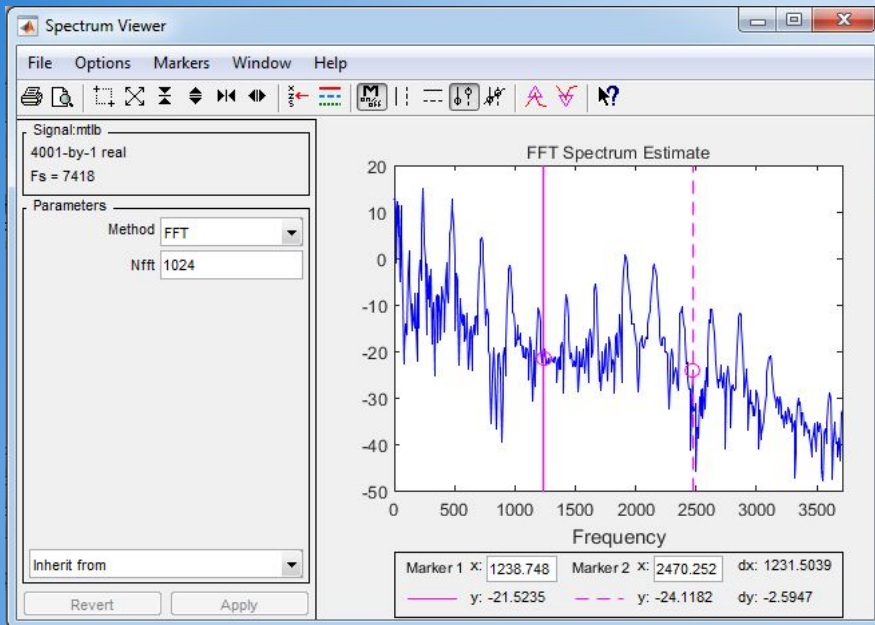 Spectrum Viewer
File Options Markers Window Help
Signal:mtlb
4001-by-1 real
Fs = 7418
Parameters
Method FFT
Nfft 1024
Inherit from
Revert Apply
FFT Spectrum Estimate
20
10
0
-10
-20
-30
-40
-50
0 500 1000 1500 2000 2500 3000 3500
Frequency
Marker 1 x: 1238.748 Marker 2 x: 2470.252 dx: 1231.5039
y: -21.5235 y: -24.1182 dy: -2.5947